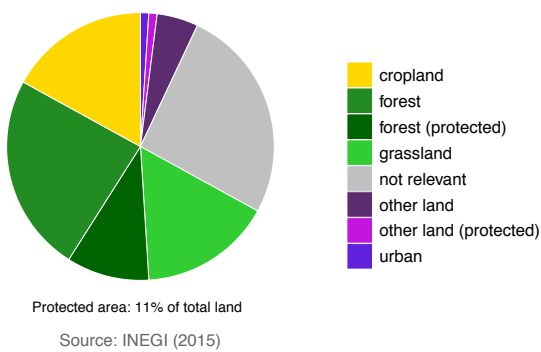 cropland
forest
forest (protected)
grassland
not relevant
other land
other land (protected)
urban
Protected area: 11% of total land
Source: INEGI (2015)